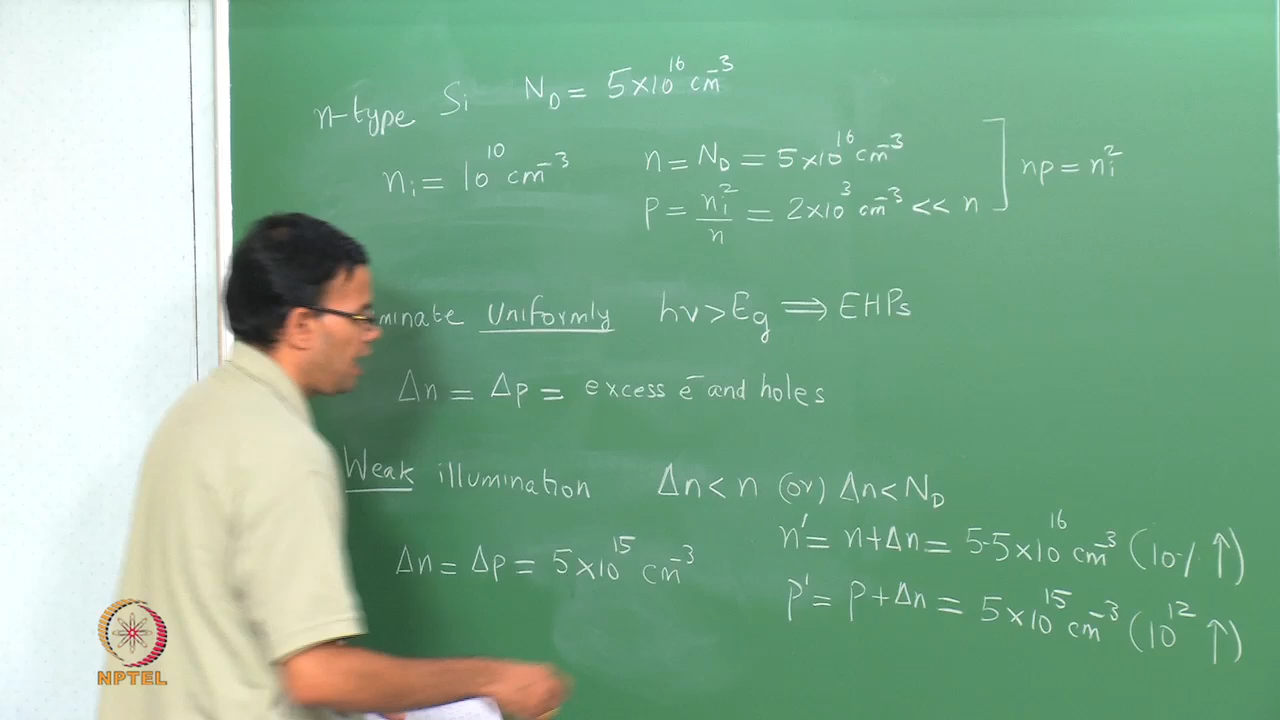 n-type Si N_D = 5×10^16 cm^-3
n_i = 10^10 cm^-3
n = N_D = 5×10^16 cm^-3
p = n_i^2/n = 2×10^3 cm^-3 << n
] np = n_i^2
minate Uniformly hν > Eg ⟹ EHPs
Δn = Δp = excess e^- and holes
Weak illumination Δn < n (or) Δn < N_D
Δn = Δp = 5×10^15 cm^-3
n' = n+Δn = 5.5×10^16 cm^-3 (10% ↑)
p' = p+Δn = 5×10^15 cm^-3 (10^12 ↑)
NPTEL